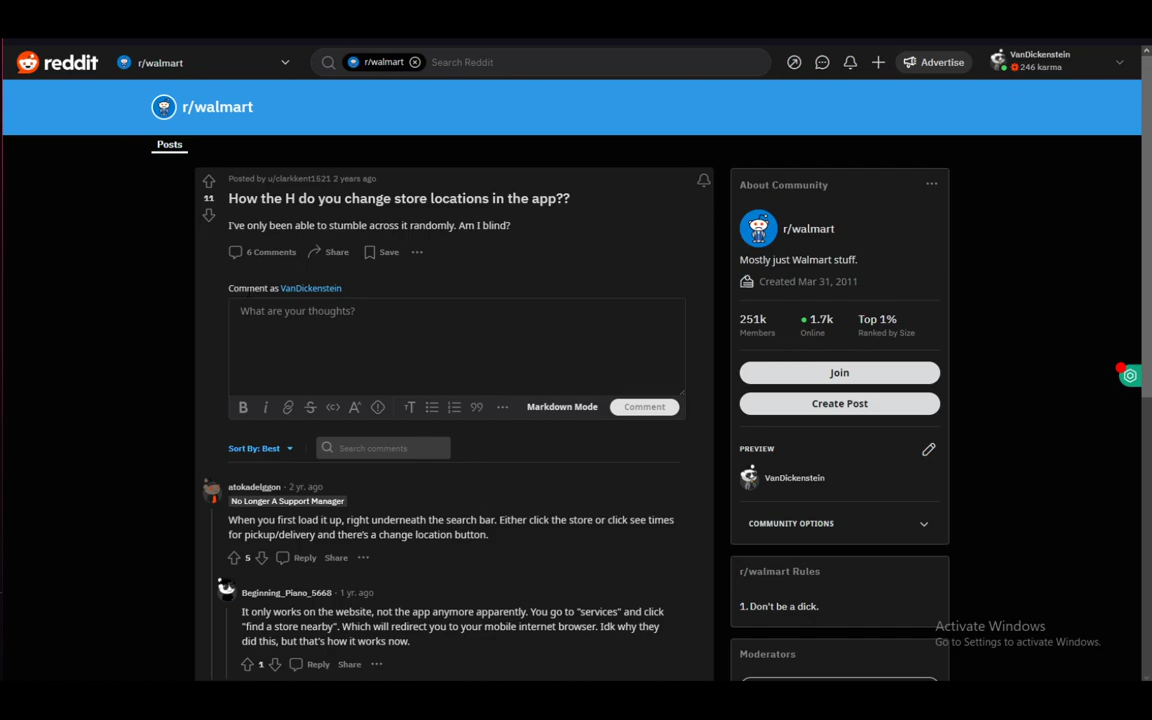 reddit
r/walmart
r/walmart
Search Reddit
Advertise
VanDickenstein
246 karma
r/walmart
Posts
Posted by u/clarkkent1521 2 years ago
11
How the H do you change store locations in the app??
I've only been able to stumble across it randomly. Am I blind?
6 Comments
Share
Save
Comment as VanDickenstein
What are your thoughts?
Markdown Mode
Comment
Sort By: Best
Search comments
atokadelggon · 2 yr. ago
No Longer A Support Manager
When you first load it up, right underneath the search bar. Either click the store or click see times
for pickup/delivery and there's a change location button.
5
Reply
Share
Beginning_Piano_5668 · 1 yr. ago
It only works on the website, not the app anymore apparently. You go to "services" and click
"find a store nearby". Which will redirect you to your mobile internet browser. Idk why they
did this, but that's how it works now.
1
Reply
Share
About Community
r/walmart
Mostly just Walmart stuff.
Created Mar 31, 2011
251k
Members
1.7k
Online
Top 1%
Ranked by Size
Join
Create Post
PREVIEW
VanDickenstein
COMMUNITY OPTIONS
r/walmart Rules
1. Don't be a dick.
Moderators
Activate Windows
Go to Settings to activate Windows.